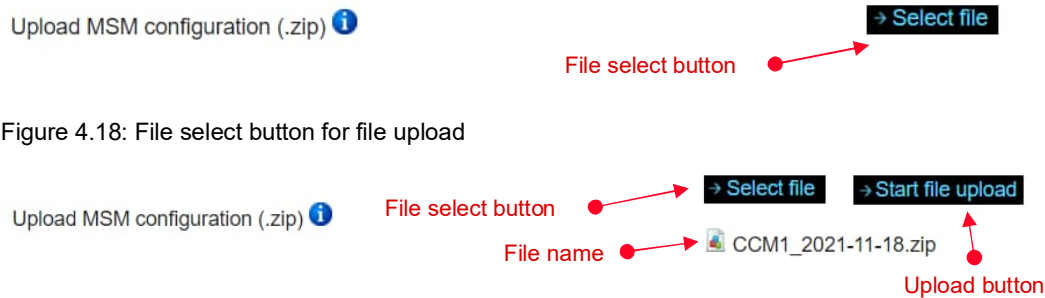 Upload MSM configuration (.zip) i
→ Select file
File select button
Figure 4.18: File select button for file upload
→ Select file → Start file upload
Upload MSM configuration (.zip) i
File select button
File name
CCM1_2021-11-18.zip
Upload button